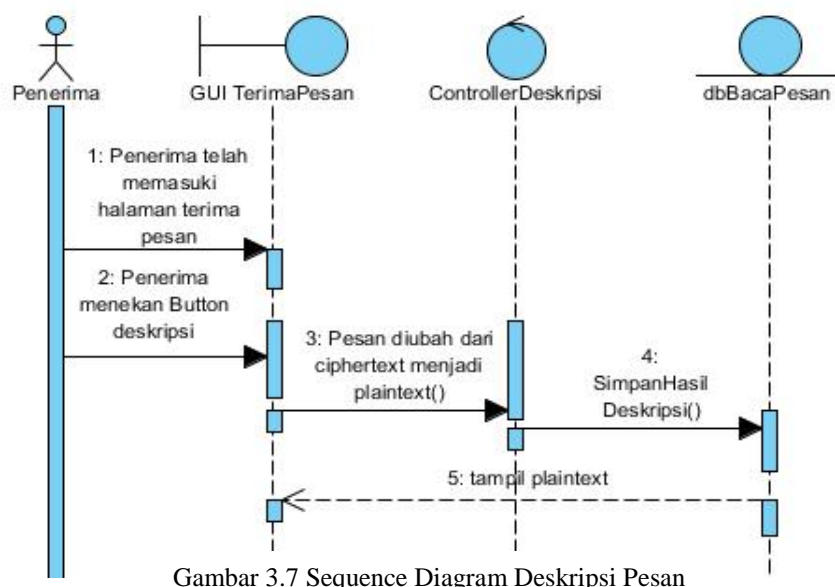 Penerima
GUI TerimaPesan
ControllerDeskripsi
dbBacaPesan
1: Penerima telah
memasuki
halaman terima
pesan
2: Penerima
menekan Button
deskripsi
3: Pesan diubah dari
ciphertext menjadi
plaintext()
4:
SimpanHasil
Deskripsi()
5: tampil plaintext
Gambar 3.7 Sequence Diagram Deskripsi Pesan